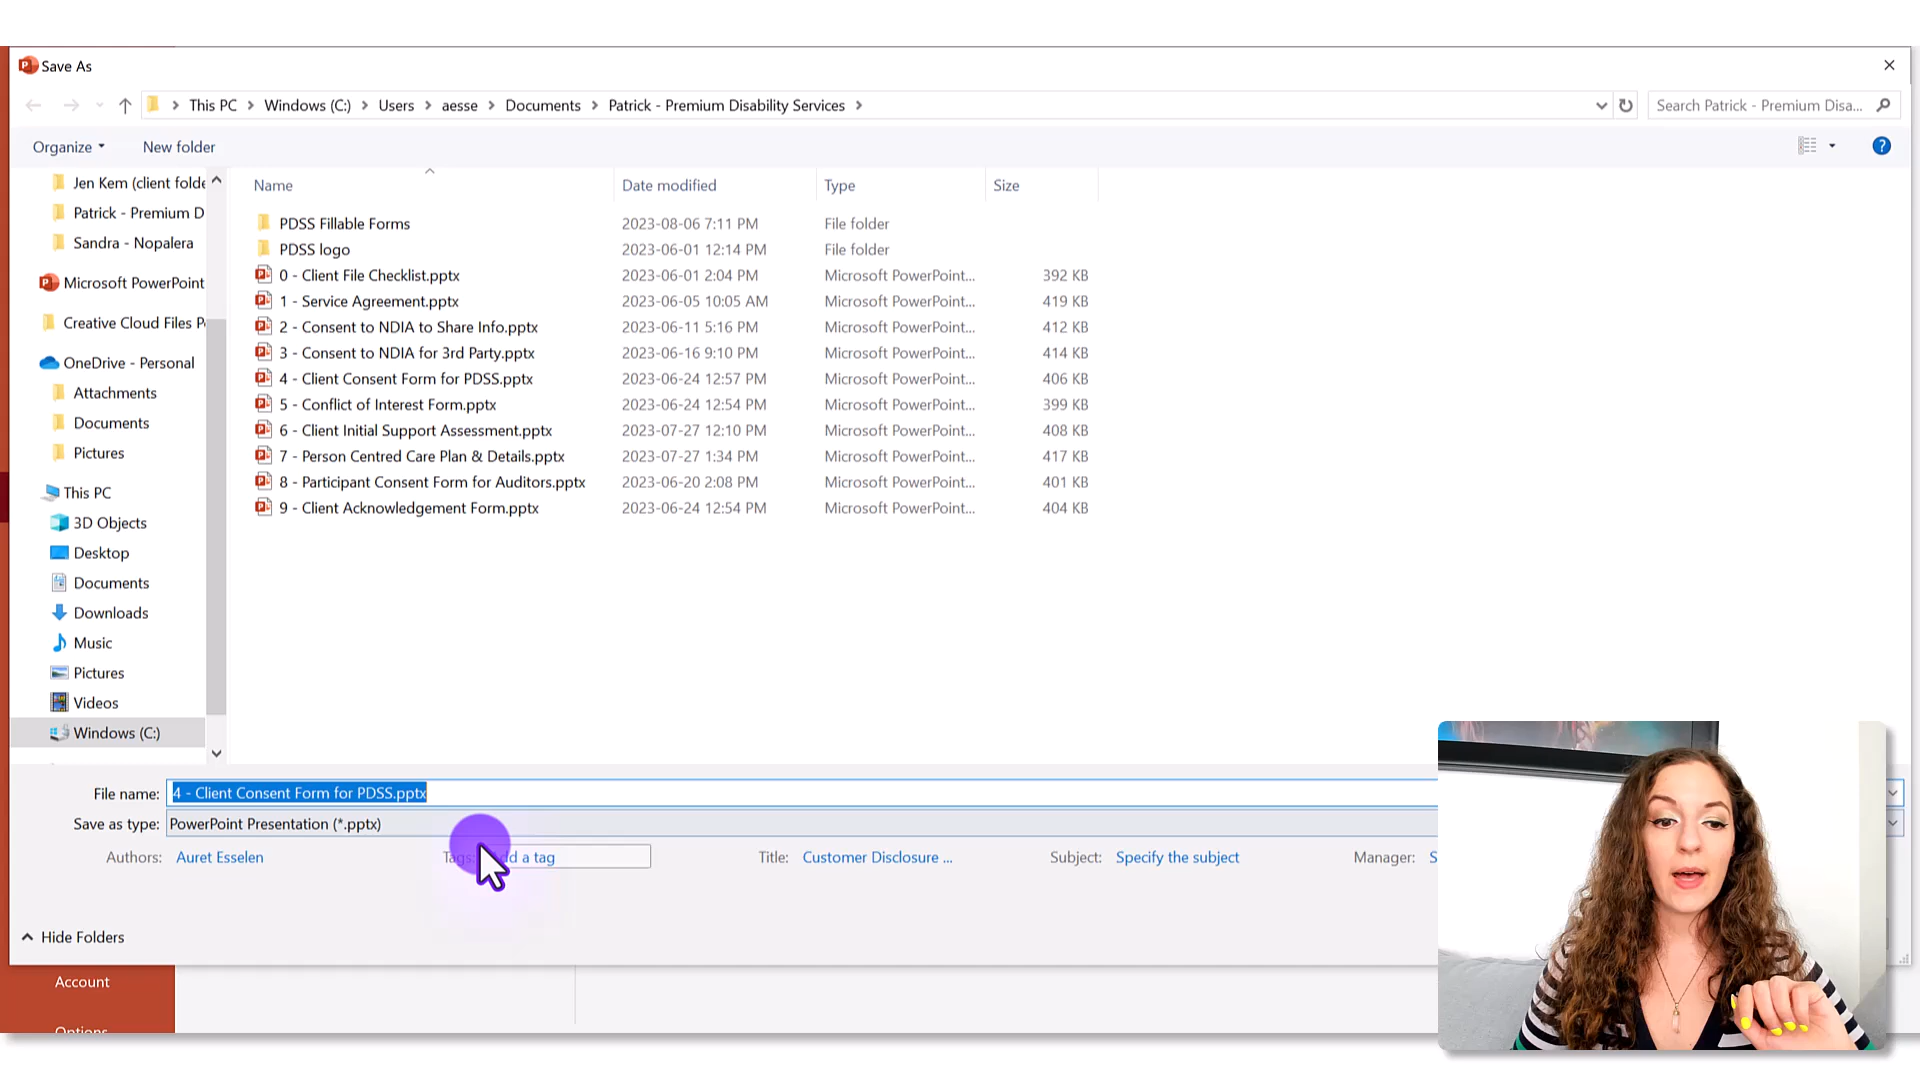 Save As
This PC > Windows (C:) > Users > aesse > Documents > Patrick - Premium Disability Services >
Search Patrick - Premium Disa...
Organize
New folder
Jen Kem (client folde
Patrick - Premium D
Sandra - Nopalera
Microsoft PowerPoint
Creative Cloud Files P
OneDrive - Personal
Attachments
Documents
Pictures
This PC
3D Objects
Desktop
Documents
Downloads
Music
Pictures
Videos
Windows (C:)
Name Date modified Type Size
PDSS Fillable Forms 2023-08-06 7:11 PM File folder
PDSS logo 2023-06-01 12:14 PM File folder
0 - Client File Checklist.pptx 2023-06-01 2:04 PM Microsoft PowerPoint... 392 KB
1 - Service Agreement.pptx 2023-06-05 10:05 AM Microsoft PowerPoint... 419 KB
2 - Consent to NDIA to Share Info.pptx 2023-06-11 5:16 PM Microsoft PowerPoint... 412 KB
3 - Consent to NDIA for 3rd Party.pptx 2023-06-16 9:10 PM Microsoft PowerPoint... 414 KB
4 - Client Consent Form for PDSS.pptx 2023-06-24 12:57 PM Microsoft PowerPoint... 406 KB
5 - Conflict of Interest Form.pptx 2023-06-24 12:54 PM Microsoft PowerPoint... 399 KB
6 - Client Initial Support Assessment.pptx 2023-07-27 12:10 PM Microsoft PowerPoint... 408 KB
7 - Person Centred Care Plan & Details.pptx 2023-07-27 1:34 PM Microsoft PowerPoint... 417 KB
8 - Participant Consent Form for Auditors.pptx 2023-06-20 2:08 PM Microsoft PowerPoint... 401 KB
9 - Client Acknowledgement Form.pptx 2023-06-24 12:54 PM Microsoft PowerPoint... 404 KB
File name: 4 - Client Consent Form for PDSS.pptx
Save as type: PowerPoint Presentation (*.pptx)
Authors: Auret Esselen Tags: d a tag Title: Customer Disclosure ... Subject: Specify the subject Manager: S
Hide Folders
Account
Options